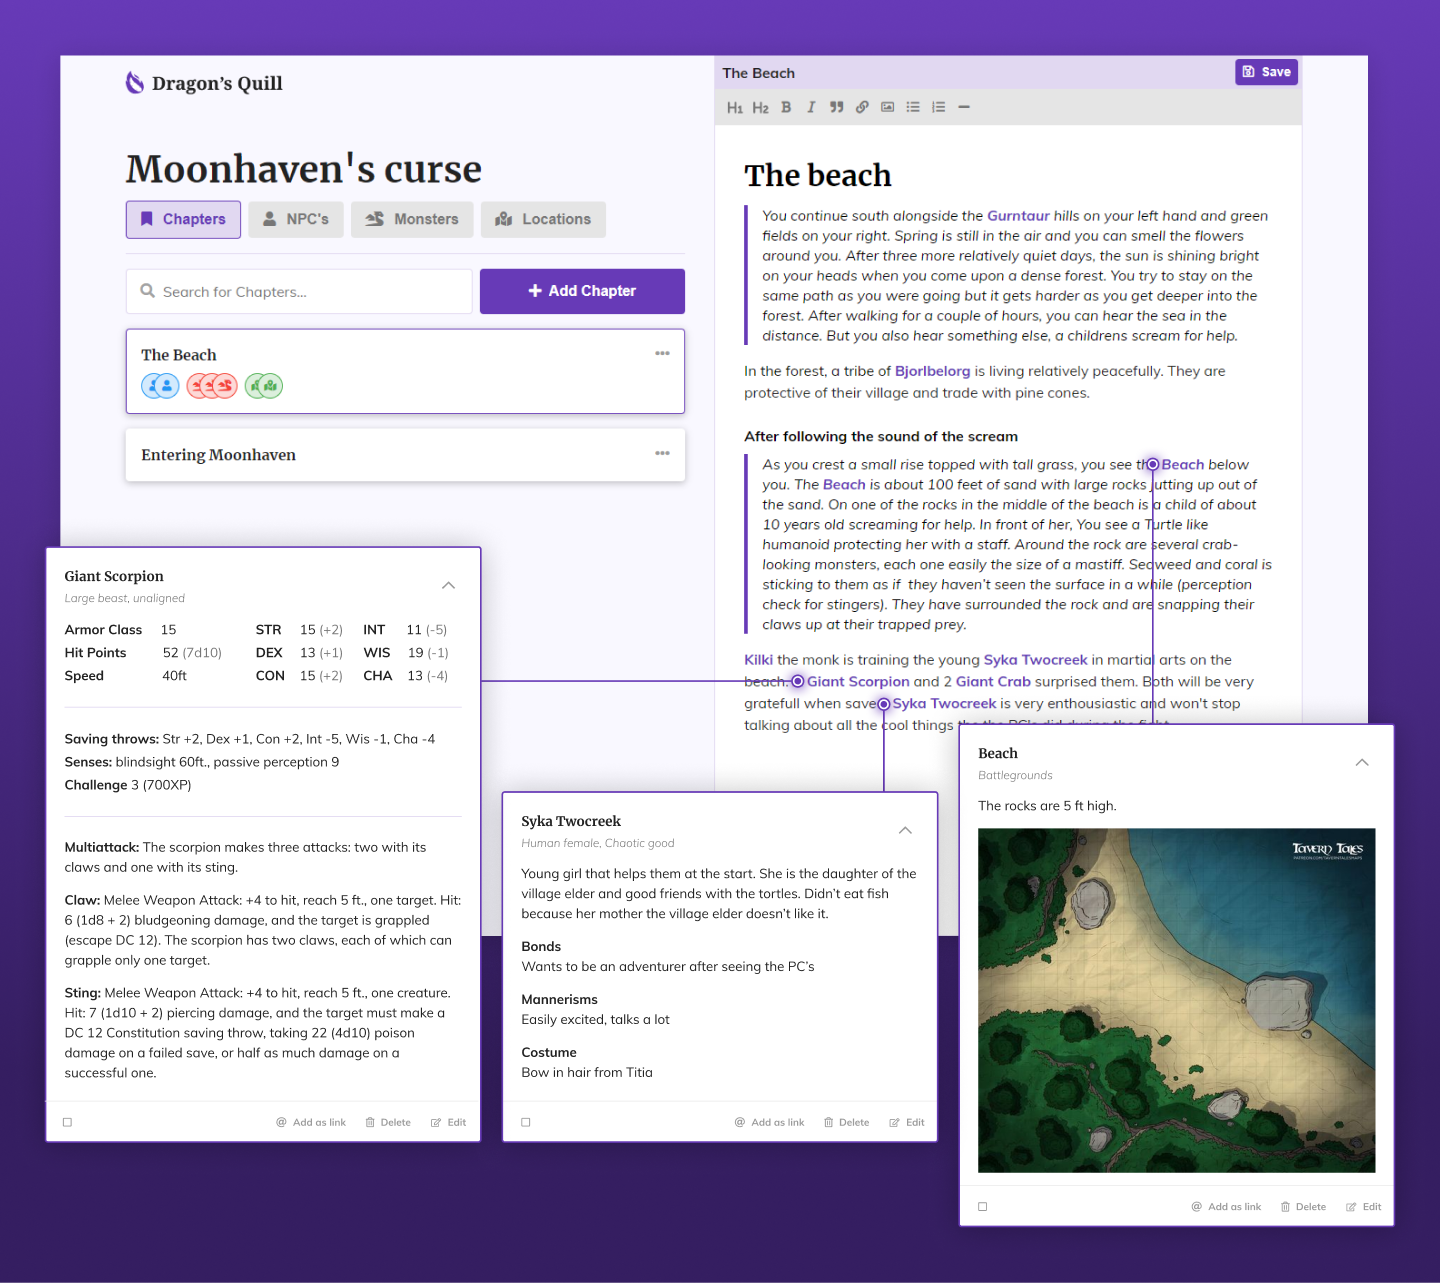 Dragon's Quill
Moonhaven's curse
Chapters
NPC's
Monsters
Locations
Search for Chapters...
Add Chapter
The Beach
Entering Moonhaven
The Beach
Save
H1 H2 B I
The beach
You continue south alongside the Gurntaur hills on your left hand and green
fields on your right. Spring is still in the air and you can smell the flowers
around you. After three more relatively quiet days, the sun is shining bright
on your heads when you come upon a dense forest. You try to stay on the
same path as you were going but it gets harder as you get deeper into the
forest. After walking for a couple of hours, you can hear the sea in the
distance. But you also hear something else, a childrens scream for help.
In the forest, a tribe of Bjorlbelorg is living relatively peacefully. They are
protective of their village and trade with pine cones.
After following the sound of the scream
As you crest a small rise topped with tall grass, you see the Beach below
you. The Beach is about 100 feet of sand with large rocks jutting up out of
the sand. On one of the rocks in the middle of the beach is a child of about
10 years old screaming for help. In front of her, You see a Turtle like
humanoid protecting her with a staff. Around the rock are several crab-
looking monsters, each one easily the size of a mastiff. Seaweed and coral is
sticking to them as if they haven't seen the surface in a while (perception
check for stingers). They have surrounded the rock and are snapping their
claws up at their trapped prey.
Kilki the monk is training the young Syka Twocreek in martial arts on the
beach. Giant Scorpion and 2 Giant Crab surprised them. Both will be very
gratefull when save Syka Twocreek is very enthousiastic and won't stop
talking about all the cool things the the PC's did during the fight
Giant Scorpion
Large beast, unaligned
Armor Class 15 STR 15 (+2) INT 11 (-5)
Hit Points 52 (7d10) DEX 13 (+1) WIS 19 (-1)
Speed 40ft CON 15 (+2) CHA 13 (-4)
Saving throws: Str +2, Dex +1, Con +2, Int -5, Wis -1, Cha -4
Senses: blindsight 60ft., passive perception 9
Challenge 3 (700XP)
Multiattack: The scorpion makes three attacks: two with its
claws and one with its sting.
Claw: Melee Weapon Attack: +4 to hit, reach 5 ft., one target. Hit:
6 (1d8 + 2) bludgeoning damage, and the target is grappled
(escape DC 12). The scorpion has two claws, each of which can
grapple only one target.
Sting: Melee Weapon Attack: +4 to hit, reach 5 ft., one creature.
Hit: 7 (1d10 + 2) piercing damage, and the target must make a
DC 12 Constitution saving throw, taking 22 (4d10) poison
damage on a failed save, or half as much damage on a
successful one.
Add as link Delete Edit
Syka Twocreek
Human female, Chaotic good
Young girl that helps them at the start. She is the daughter of the
village elder and good friends with the tortles. Didn't eat fish
because her mother the village elder doesn't like it.
Bonds
Wants to be an adventurer after seeing the PC's
Mannerisms
Easily excited, talks a lot
Costume
Bow in hair from Titia
Add as link Delete Edit
Beach
Battlegrounds
The rocks are 5 ft high.
Tavern Tales
PATREON.COM/TAVERNTALESMAPS
Add as link Delete Edit